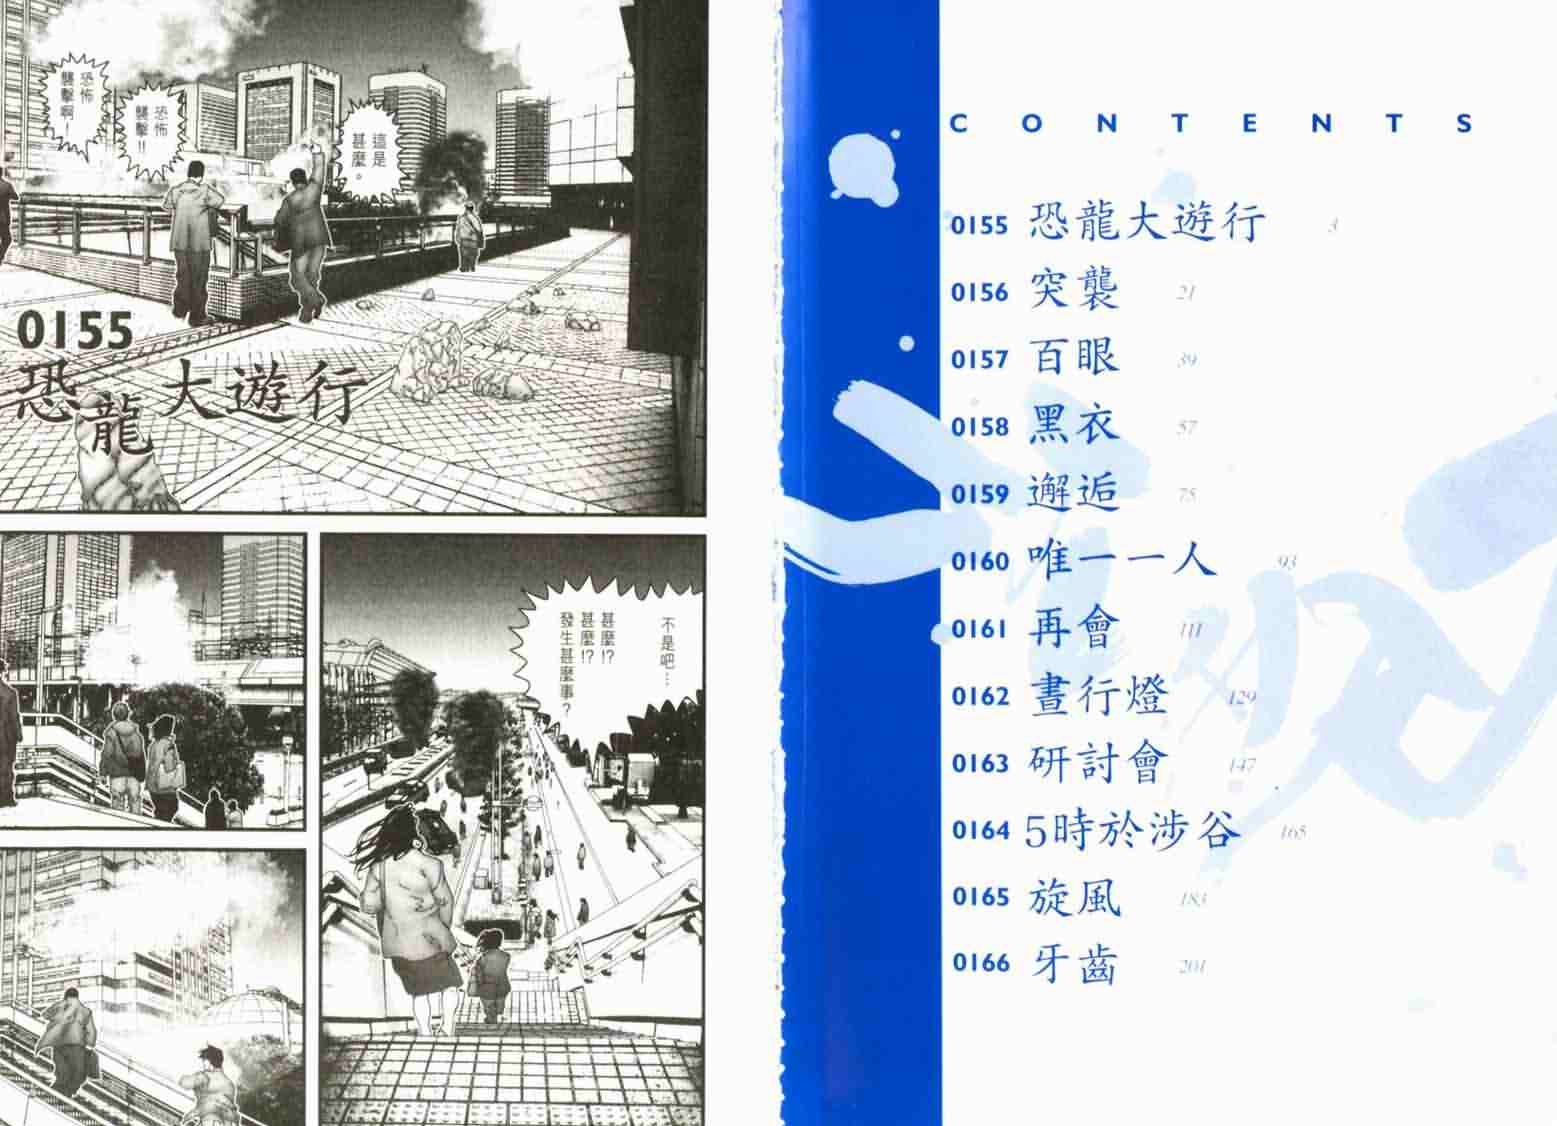 CONTENTS
0155 恐龍大遊行 3
0156 突襲 21
0157 百眼 39
0158 黑衣 57
0159 邂逅 75
0160 唯一一人 93
0161 再會 111
0162 晝行燈 129
0163 研討會 147
0164 5時於涉谷 165
0165 旋風 183
0166 牙齒 201
這是
甚麼。
恐怖
襲擊!!
恐怖
襲擊啊!
0155
恐龍大遊行
不是吧…
甚麼!?
甚麼!?
發生甚麼事?